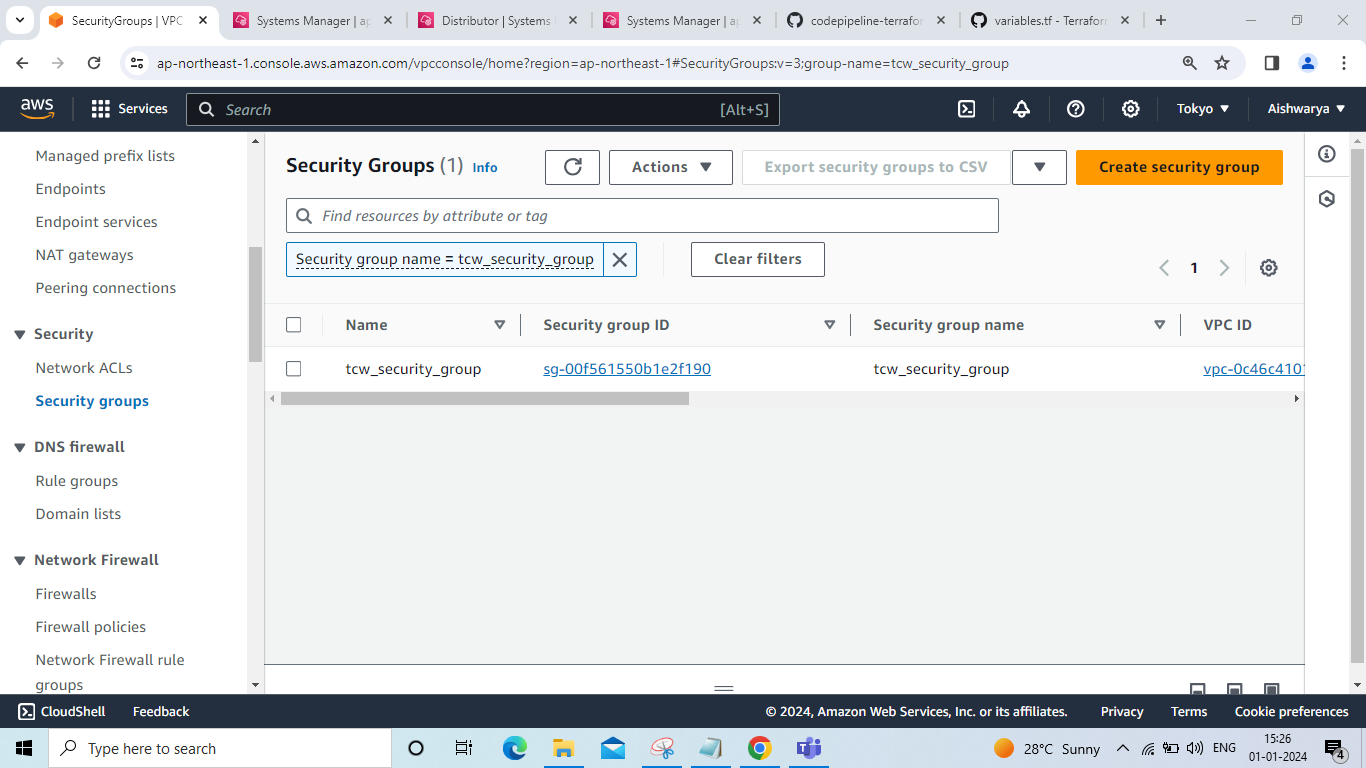 SecurityGroups | VPC
Systems Manager | ap
Distributor | Systems
Systems Manager | ap
codepipeline-terrafor
variables.tf - Terraform
ap-northeast-1.console.aws.amazon.com/vpcconsole/home?region=ap-northeast-1#SecurityGroups:v=3;group-name=tcw_security_group
aws
Services
Search
[Alt+S]
Tokyo
Aishwarya
Managed prefix lists
Endpoints
Endpoint services
NAT gateways
Peering connections
Security
Network ACLs
Security groups
DNS firewall
Rule groups
Domain lists
Network Firewall
Firewalls
Firewall policies
Network Firewall rule
groups
Security Groups (1) Info
Actions
Export security groups to CSV
Create security group
Find resources by attribute or tag
Security group name = tcw_security_group
Clear filters
1
Name
Security group ID
Security group name
VPC ID
tcw_security_group
sg-00f561550b1e2f190
tcw_security_group
vpc-0c46c4101
CloudShell
Feedback
© 2024, Amazon Web Services, Inc. or its affiliates.
Privacy
Terms
Cookie preferences
Type here to search
28°C Sunny
ENG
15:26
01-01-2024
4